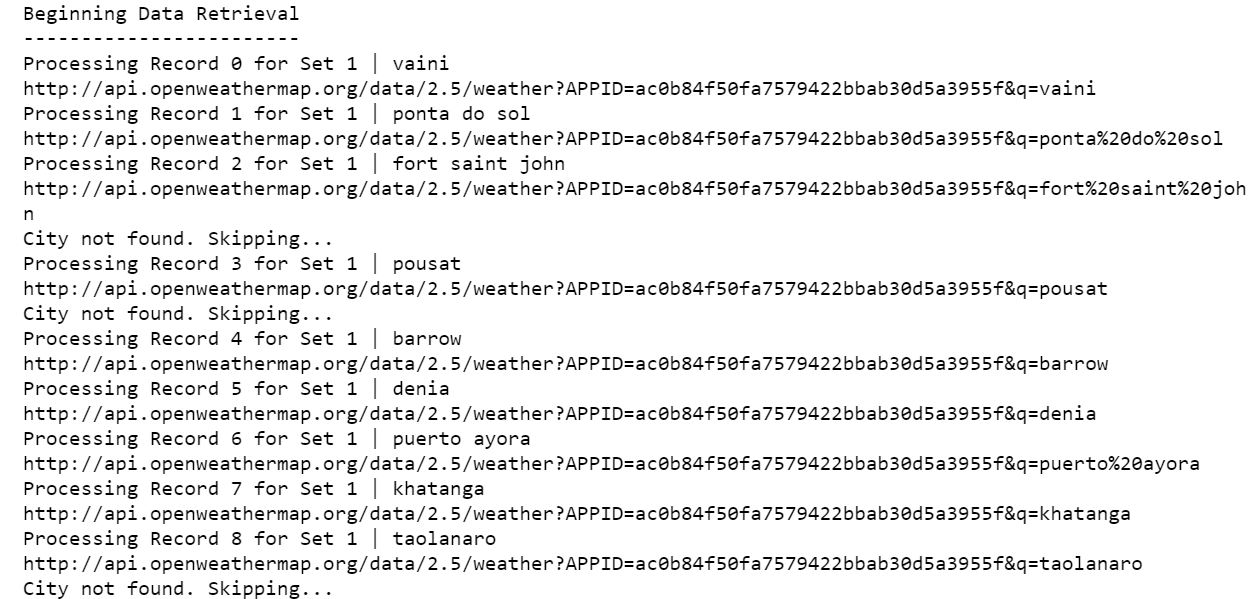 Beginning Data Retrieval
------------------------
Processing Record 0 for Set 1 | vaini
http://api.openweathermap.org/data/2.5/weather?APPID=ac0b84f50fa7579422bbab30d5a3955f&q=vaini
Processing Record 1 for Set 1 | ponta do sol
http://api.openweathermap.org/data/2.5/weather?APPID=ac0b84f50fa7579422bbab30d5a3955f&q=ponta%20do%20sol
Processing Record 2 for Set 1 | fort saint john
http://api.openweathermap.org/data/2.5/weather?APPID=ac0b84f50fa7579422bbab30d5a3955f&q=fort%20saint%20joh
n
City not found. Skipping...
Processing Record 3 for Set 1 | pousat
http://api.openweathermap.org/data/2.5/weather?APPID=ac0b84f50fa7579422bbab30d5a3955f&q=pousat
City not found. Skipping...
Processing Record 4 for Set 1 | barrow
http://api.openweathermap.org/data/2.5/weather?APPID=ac0b84f50fa7579422bbab30d5a3955f&q=barrow
Processing Record 5 for Set 1 | denia
http://api.openweathermap.org/data/2.5/weather?APPID=ac0b84f50fa7579422bbab30d5a3955f&q=denia
Processing Record 6 for Set 1 | puerto ayora
http://api.openweathermap.org/data/2.5/weather?APPID=ac0b84f50fa7579422bbab30d5a3955f&q=puerto%20ayora
Processing Record 7 for Set 1 | khatanga
http://api.openweathermap.org/data/2.5/weather?APPID=ac0b84f50fa7579422bbab30d5a3955f&q=khatanga
Processing Record 8 for Set 1 | taolanaro
http://api.openweathermap.org/data/2.5/weather?APPID=ac0b84f50fa7579422bbab30d5a3955f&q=taolanaro
City not found. Skipping...